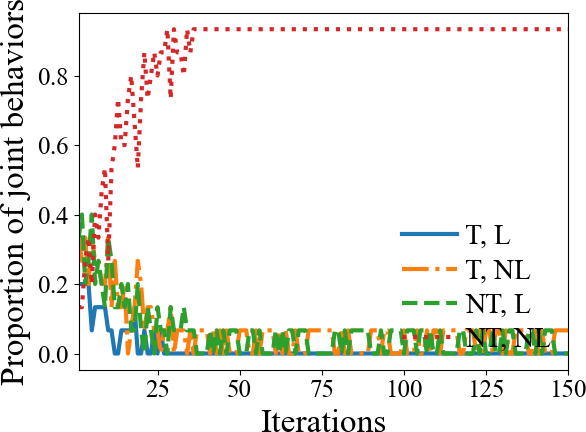 Proportion of joint behaviors
0.8
0.6
0.4
0.2
0.0
T, L
T, NL
NT, L
NT, NL
25 50 75 100 125 150
Iterations